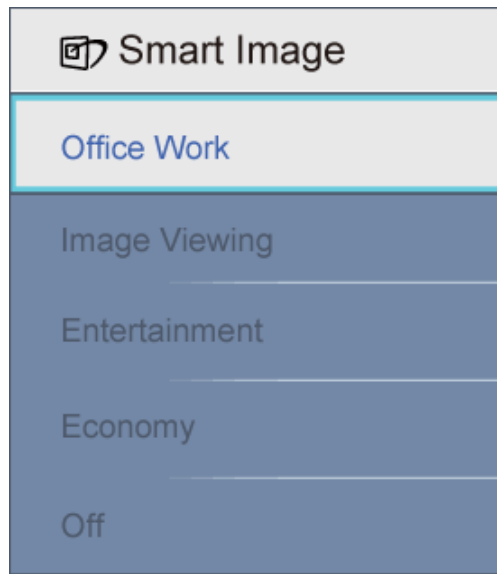 Smart Image
Office Work
Image Viewing
Entertainment
Economy
Off